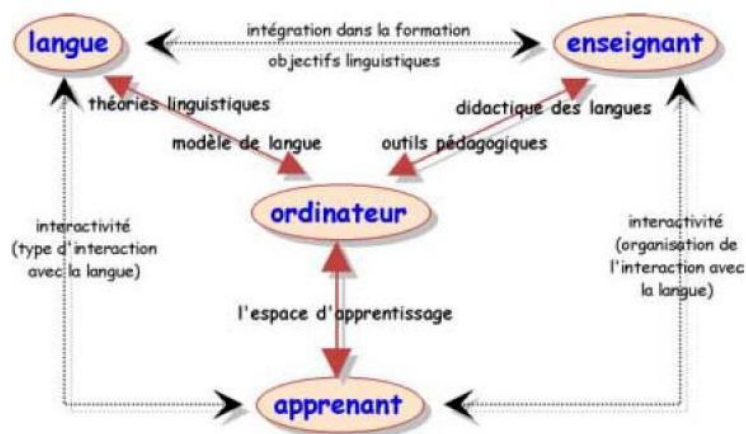 langue
intégration dans la formation
objectifs linguistiques
enseignant
théories linguistiques
modèle de langue
didactique des langues
outils pédagogiques
ordinateur
interactivité
(type d'interaction
avec la langue)
interactivité
(organisation de
l'interaction avec
la langue)
l'espace d'apprentissage
apprenant